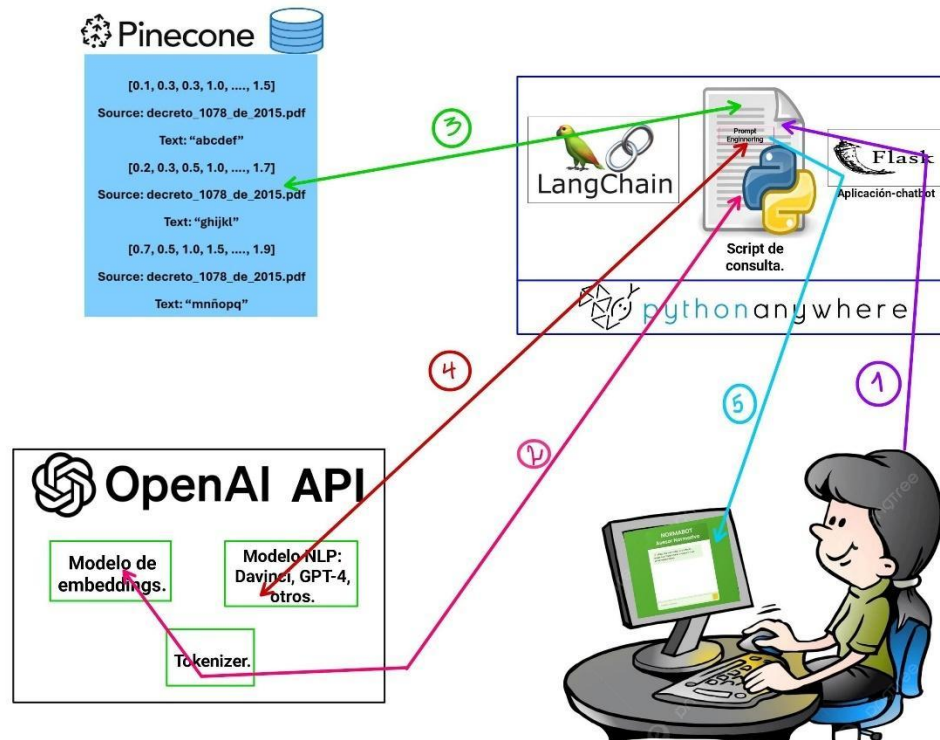 Pinecone
[0.1, 0.3, 0.3, 1.0, ...., 1.5]
Source: decreto_1078_de_2015.pdf
Text: “abcdef”
[0.2, 0.3, 0.5, 1.0, ...., 1.7]
Source: decreto_1078_de_2015.pdf
Text: “ghijkl”
[0.7, 0.5, 1.0, 1.5, ...., 1.9]
Source: decreto_1078_de_2015.pdf
Text: “mnñopq”
3
LangChain
Prompt
Enginnering
Script de
consulta.
Flask
Aplicación-chatbot
pythonanywhere
4
2
5
1
OpenAI API
Modelo de
embeddings.
Modelo NLP:
Davinci, GPT-4,
otros.
Tokenizer.
NORMABOT